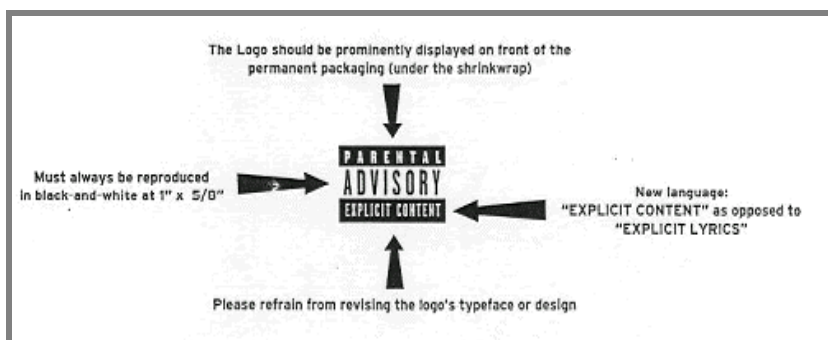 The Logo should be prominently displayed on front of the
permanent packaging (under the shrinkwrap)
Must always be reproduced
in black-and-white at 1" x 5/8"
PARENTAL
ADVISORY
EXPLICIT CONTENT
New language:
"EXPLICIT CONTENT" as opposed to
"EXPLICIT LYRICS"
Please refrain from revising the logo's typeface or design